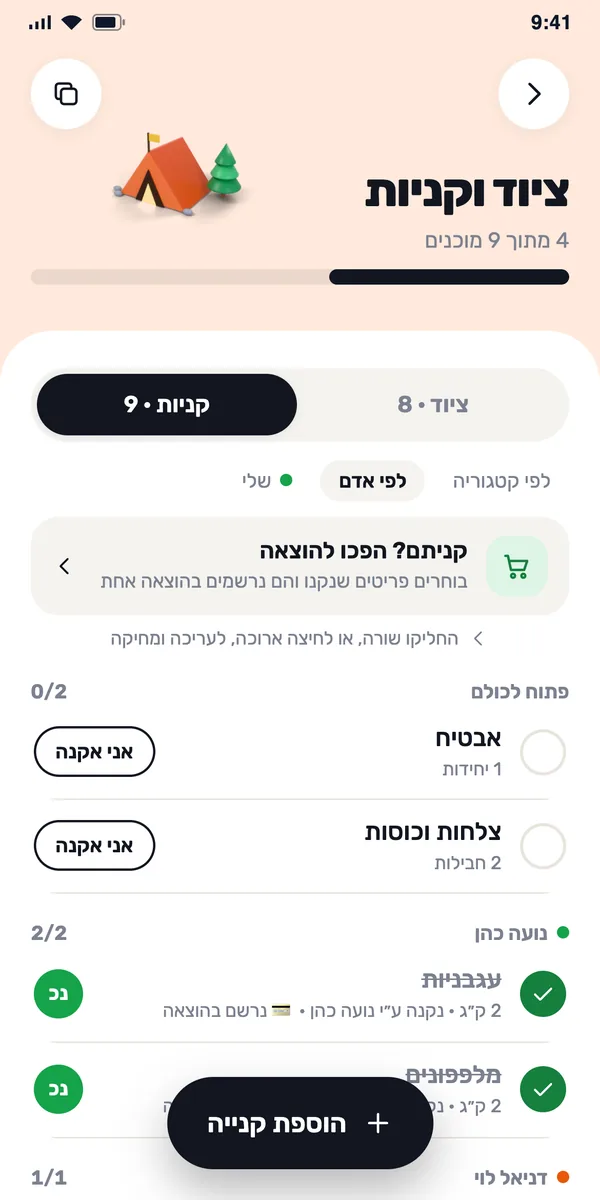 9:41
ציוד וקניות
4 מתוך 9 מוכנים
ציוד · 8
קניות · 9
לפי קטגוריה
לפי אדם
שלי
קניתם? הפכו להוצאה
בוחרים פריטים שנקנו והם נרשמים בהוצאה אחת
החליקו שורה, או לחיצה ארוכה, לעריכה ומחיקה
פתוח לכולם 0/2
אבטיח
1 יחידות
אני אקנה
צלחות וכוסות
2 חבילות
אני אקנה
נועה כהן 2/2
עגבניות
2 ק״ג · נקנה ע״י נועה כהן · 💳 נרשם בהוצאה
נכ
מלפפונים
2 ק״ג ·
נכ
+ הוספת קנייה
דניאל לוי 1/1